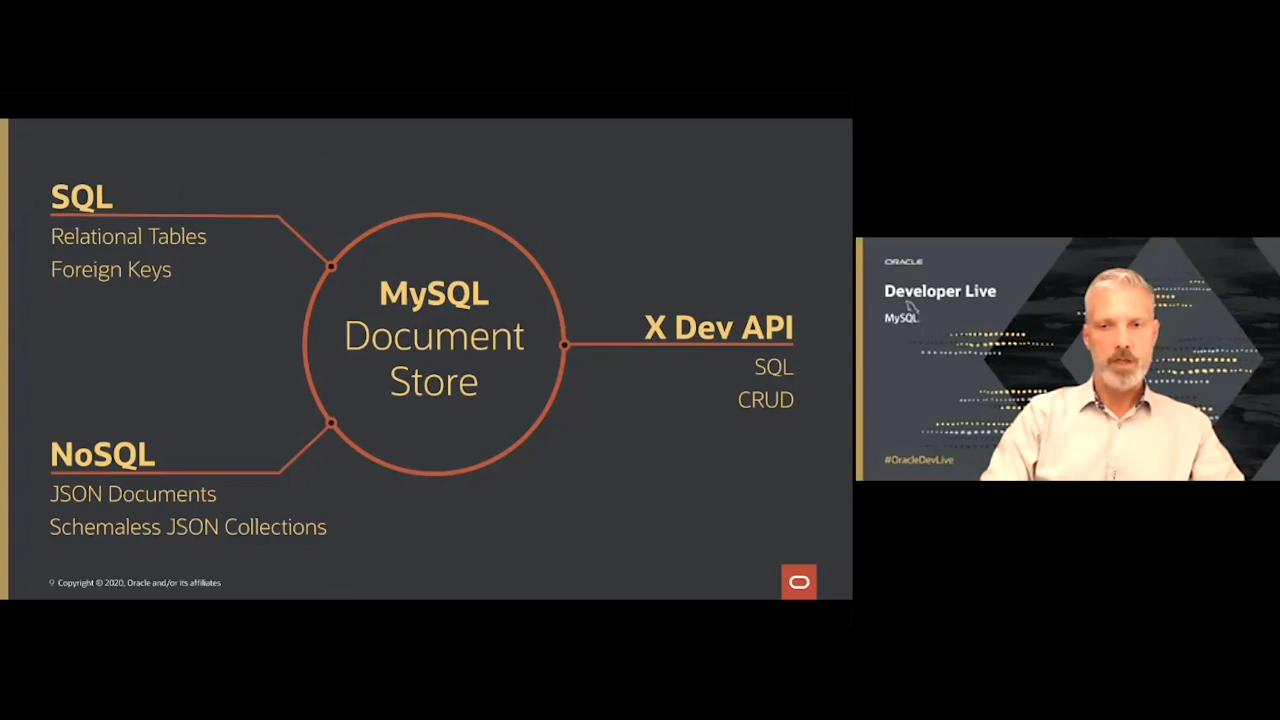 SQL
Relational Tables
Foreign Keys
MySQL
Document
Store
X Dev API
SQL
CRUD
NoSQL
JSON Documents
Schemaless JSON Collections
9 Copyright © 2020, Oracle and/or its affiliates
ORACLE
Developer Live
MySQL
#OracleDevLive